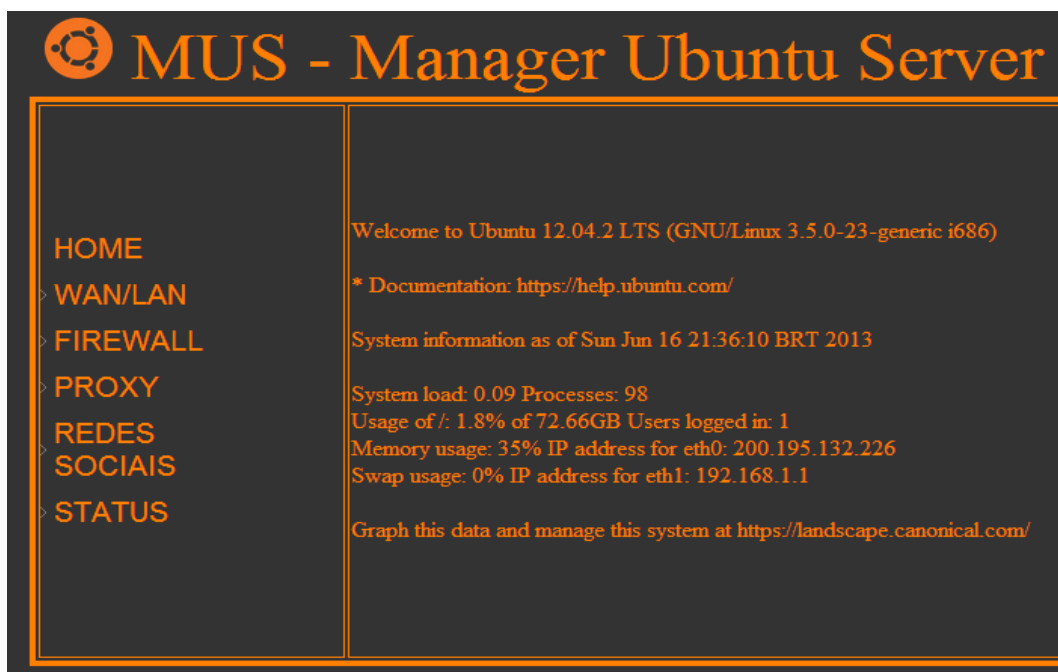 MUS - Manager Ubuntu Server
HOME
WAN/LAN
FIREWALL
PROXY
REDES
SOCIAIS
STATUS
Welcome to Ubuntu 12.04.2 LTS (GNU/Linux 3.5.0-23-generic i686)
* Documentation: https://help.ubuntu.com/
System information as of Sun Jun 16 21:36:10 BRT 2013
System load: 0.09 Processes: 98
Usage of /: 1.8% of 72.66GB Users logged in: 1
Memory usage: 35% IP address for eth0: 200.195.132.226
Swap usage: 0% IP address for eth1: 192.168.1.1
Graph this data and manage this system at https://landscape.canonical.com/